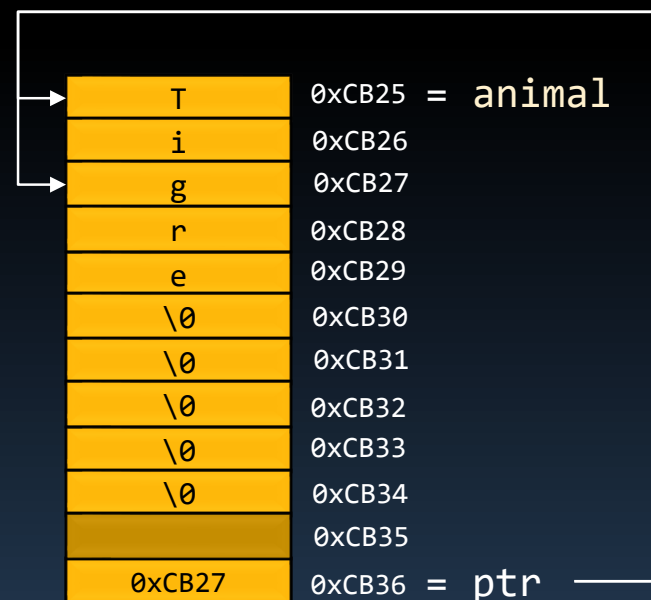 T 0xCB25 = animal
i 0xCB26
g 0xCB27
r 0xCB28
e 0xCB29
\0 0xCB30
\0 0xCB31
\0 0xCB32
\0 0xCB33
\0 0xCB34
0xCB35
0xCB27 0xCB36 = ptr